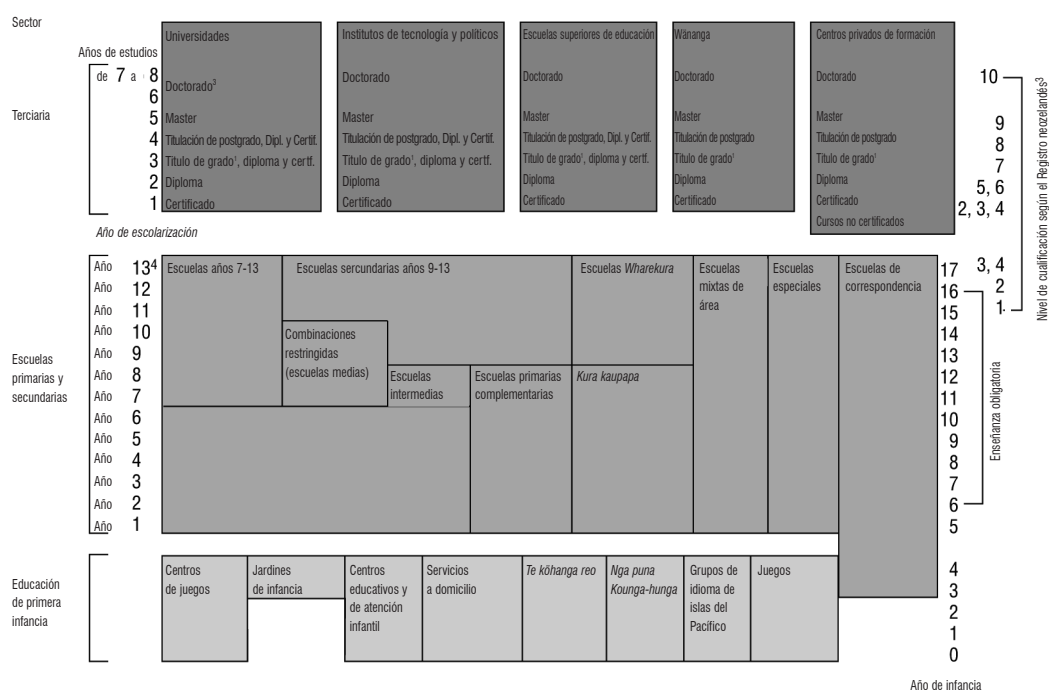 Sector
Años de estudios
de 7 a 8
6
5
4
3
2
1
Terciaria
Universidades
Doctorado³
Master
Titulación de postgrado, Dipl. y Certif.
Título de grado¹, diploma y certf.
Diploma
Certificado
Institutos de tecnología y políticos
Doctorado
Master
Titulación de postgrado, Dipl. y Certif.
Título de grado¹, diploma y certf.
Diploma
Certificado
Escuelas superiores de educación
Doctorado
Master
Titulación de postgrado, Dipl. y Certif.
Título de grado¹, diploma y certf.
Diploma
Certificado
Wānanga
Doctorado
Master
Titulación de postgrado
Título de grado¹
Diploma
Certificado
Centros privados de formación
Doctorado
Master
Titulación de postgrado
Título de grado¹
Diploma
Certificado
Cursos no certificados
10
9
8
7
5, 6
2, 3, 4
Nivel de cualificación según el Registro neozelandés³
Año de escolarización
Escuelas
primarias y
secundarias
Año 13⁴
Año 12
Año 11
Año 10
Año 9
Año 8
Año 7
Año 6
Año 5
Año 4
Año 3
Año 2
Año 1
Escuelas años 7-13
Escuelas sercundarias años 9-13
Combinaciones
restringidas
(escuelas medias)
Escuelas
intermedias
Escuelas primarias
complementarias
Escuelas Wharekura
Kura kaupapa
Escuelas
mixtas de
área
Escuelas
especiales
Escuelas de
correspondencia
17 3, 4
16 2
15 1.
14
13
12
11
10
9
8
7
6
5
Enseñanza obligatoria
Educación
de primera
infancia
Centros
de juegos
Jardines
de infancia
Centros
educativos y
de atención
infantil
Servicios
a domicilio
Te kōhanga reo
Nga puna
Kounga-hunga
Grupos de
idioma de
islas del
Pacífico
Juegos
4
3
2
1
0
Año de infancia